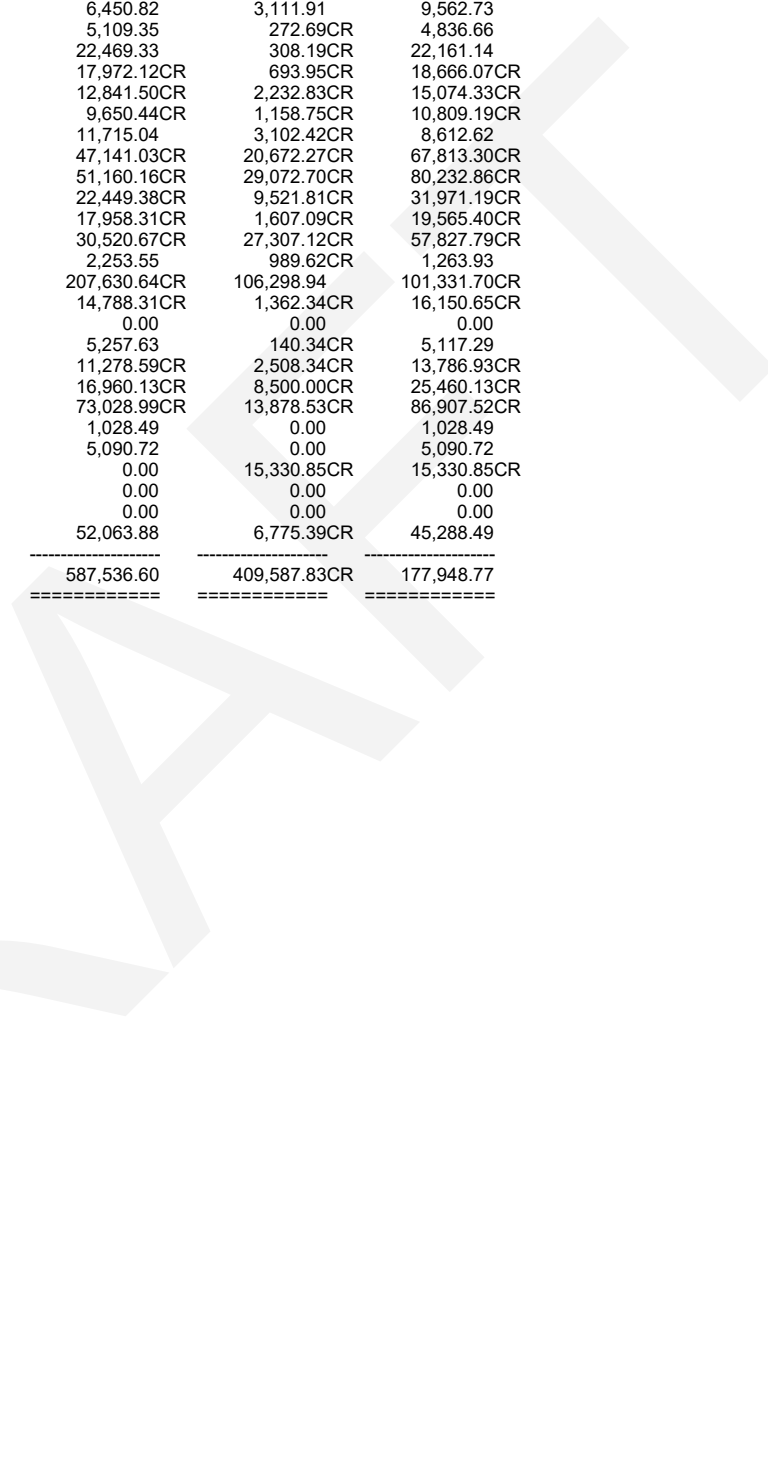 6,450.82 3,111.91 9,562.73
5,109.35 272.69CR 4,836.66
22,469.33 308.19CR 22,161.14
17,972.12CR 693.95CR 18,666.07CR
12,841.50CR 2,232.83CR 15,074.33CR
9,650.44CR 1,158.75CR 10,809.19CR
11,715.04 3,102.42CR 8,612.62
47,141.03CR 20,672.27CR 67,813.30CR
51,160.16CR 29,072.70CR 80,232.86CR
22,449.38CR 9,521.81CR 31,971.19CR
17,958.31CR 1,607.09CR 19,565.40CR
30,520.67CR 27,307.12CR 57,827.79CR
2,253.55 989.62CR 1,263.93
207,630.64CR 106,298.94 101,331.70CR
14,788.31CR 1,362.34CR 16,150.65CR
0.00 0.00 0.00
5,257.63 140.34CR 5,117.29
11,278.59CR 2,508.34CR 13,786.93CR
16,960.13CR 8,500.00CR 25,460.13CR
73,028.99CR 13,878.53CR 86,907.52CR
1,028.49 0.00 1,028.49
5,090.72 0.00 5,090.72
0.00 15,330.85CR 15,330.85CR
0.00 0.00 0.00
0.00 0.00 0.00
52,063.88 6,775.39CR 45,288.49
--------------------- --------------------- ---------------------
587,536.60 409,587.83CR 177,948.77
============ ============ ============